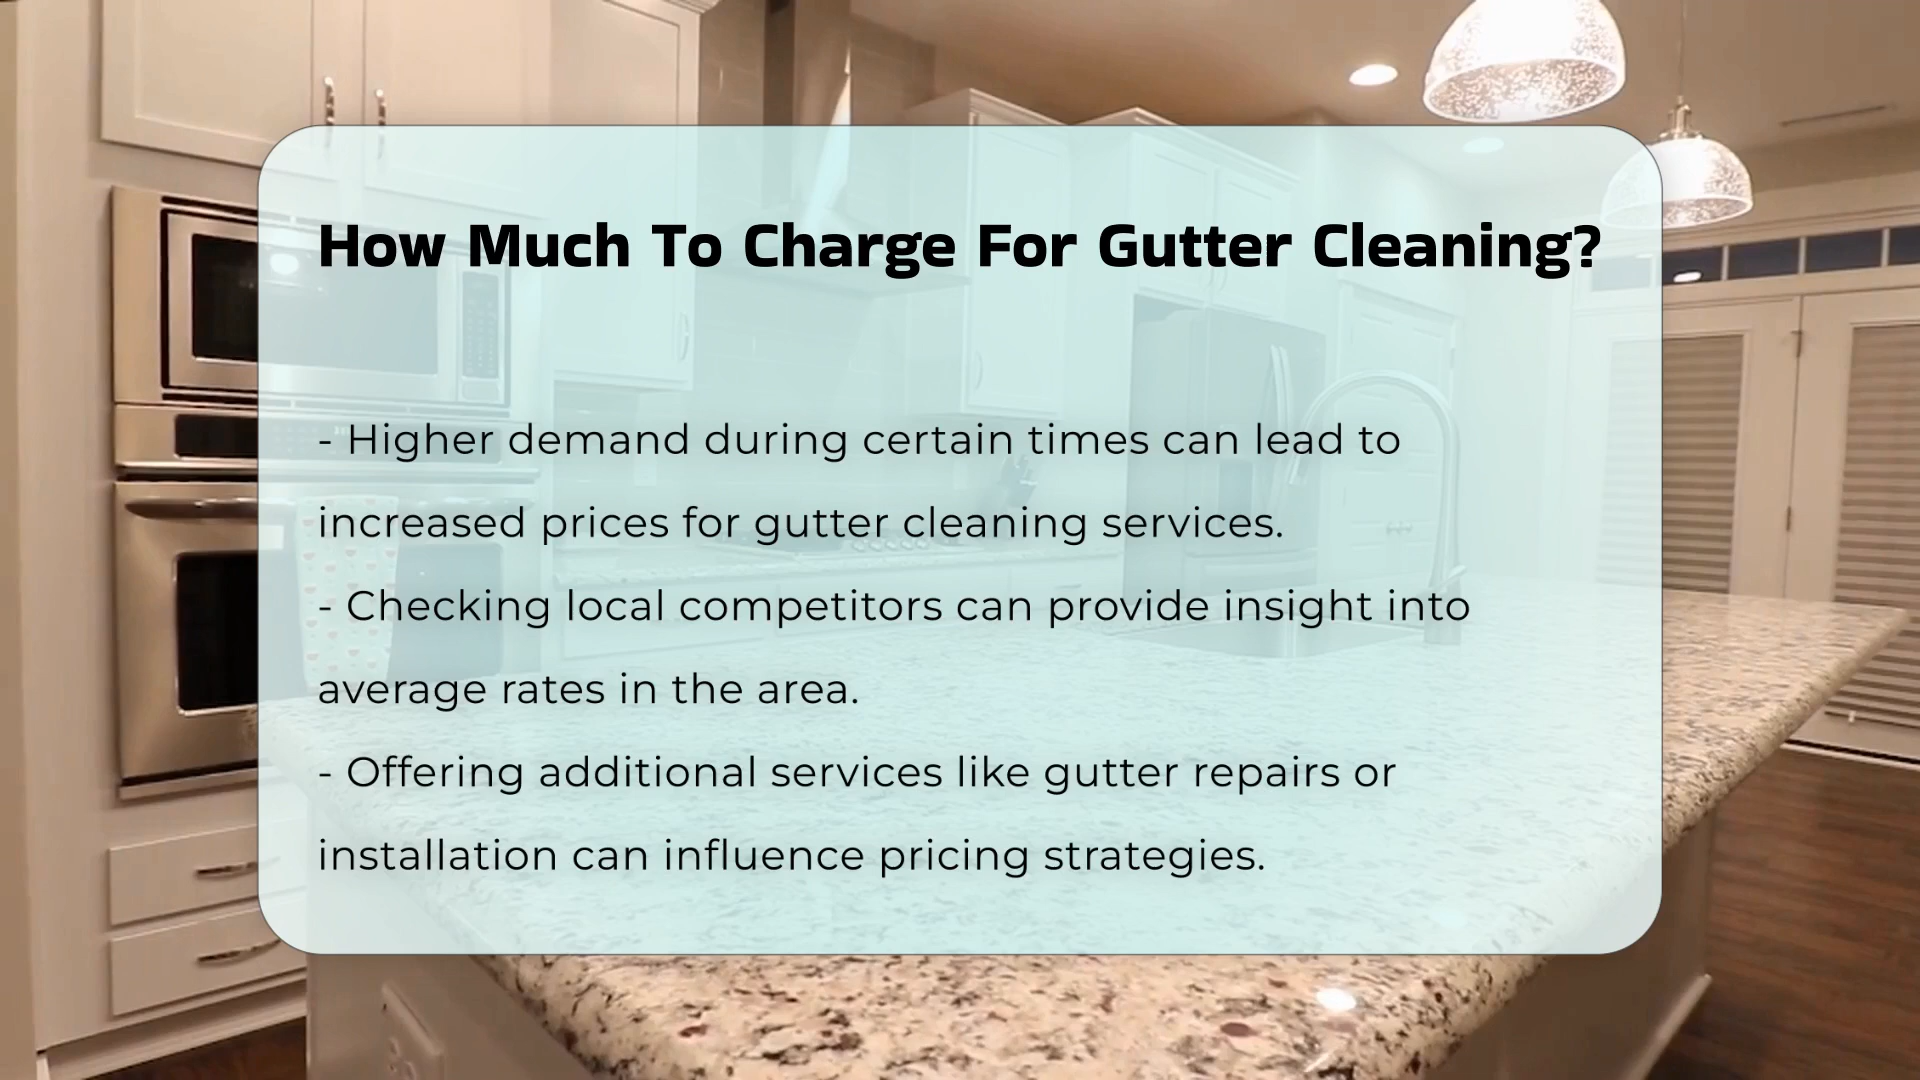 How Much To Charge For Gutter Cleaning?
- Higher demand during certain times can lead to
increased prices for gutter cleaning services.
- Checking local competitors can provide insight into
average rates in the area.
- Offering additional services like gutter repairs or
installation can influence pricing strategies.